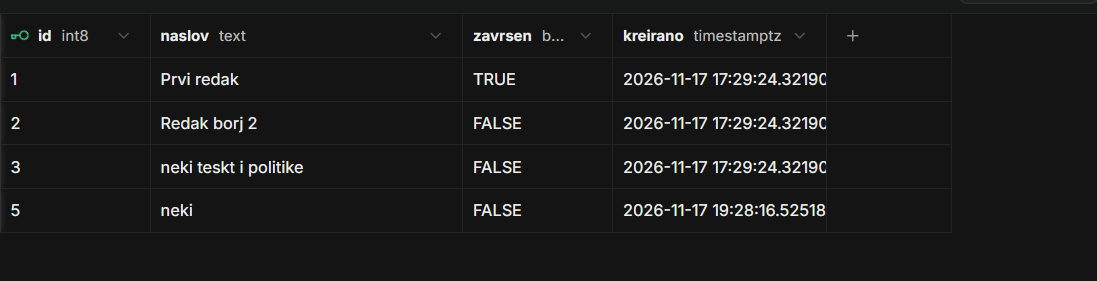 id int8 naslov text zavrsen b... kreirano timestamptz +
1 Prvi redak TRUE 2026-11-17 17:29:24.32190
2 Redak borj 2 FALSE 2026-11-17 17:29:24.32190
3 neki teskt i politike FALSE 2026-11-17 17:29:24.32190
5 neki FALSE 2026-11-17 19:28:16.52518